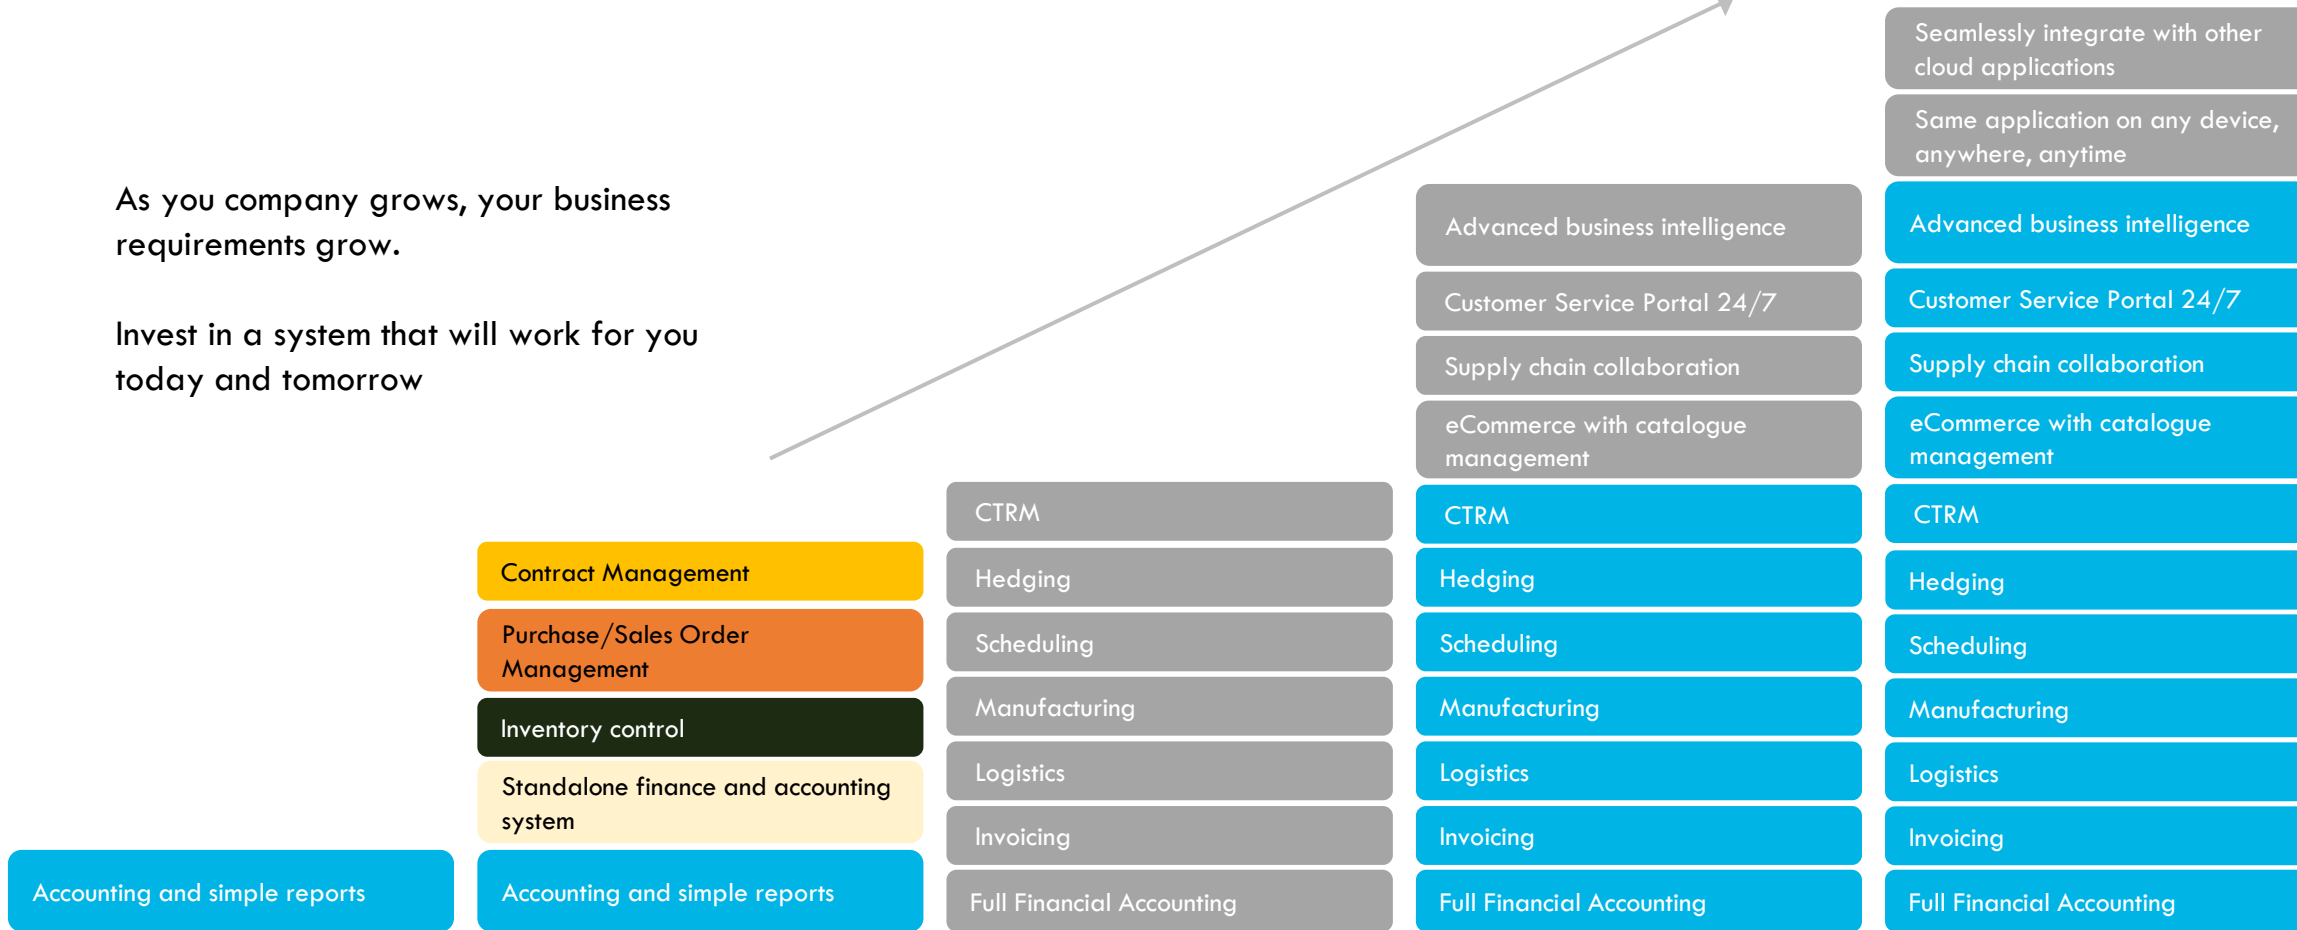 As you company grows, your business
requirements grow.
Invest in a system that will work for you
today and tomorrow
Accounting and simple reports
Contract Management
Purchase/Sales Order
Management
Inventory control
Standalone finance and accounting
system
Accounting and simple reports
CTRM
Hedging
Scheduling
Manufacturing
Logistics
Invoicing
Full Financial Accounting
Advanced business intelligence
Customer Service Portal 24/7
Supply chain collaboration
eCommerce with catalogue
management
CTRM
Hedging
Scheduling
Manufacturing
Logistics
Invoicing
Full Financial Accounting
Seamlessly integrate with other
cloud applications
Same application on any device,
anywhere, anytime
Advanced business intelligence
Customer Service Portal 24/7
Supply chain collaboration
eCommerce with catalogue
management
CTRM
Hedging
Scheduling
Manufacturing
Logistics
Invoicing
Full Financial Accounting